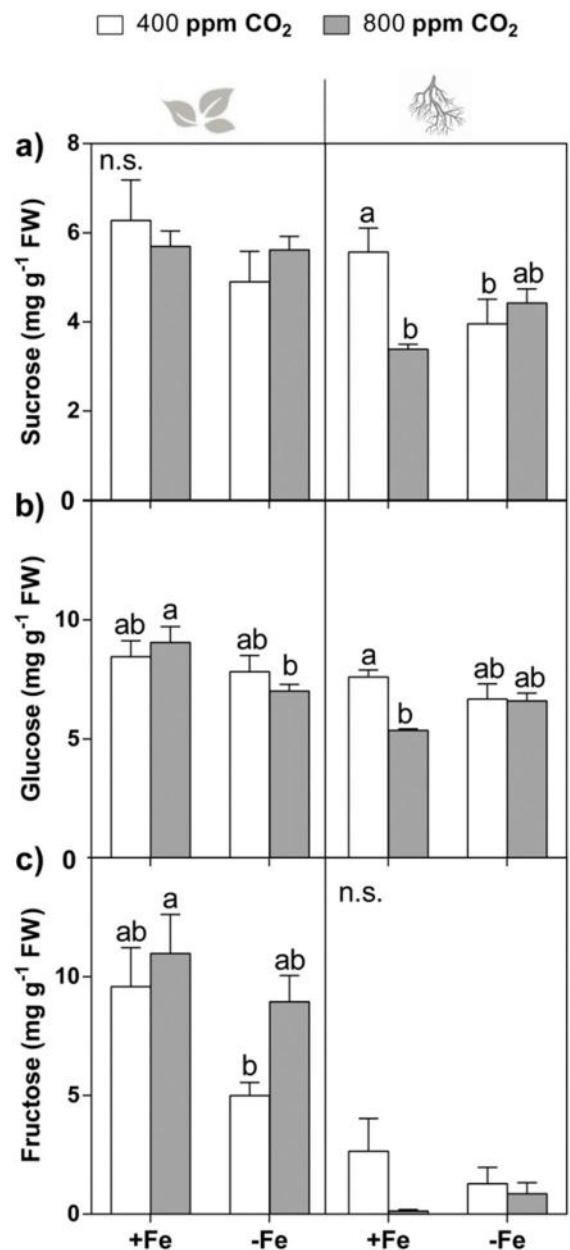 400 ppm CO₂ 800 ppm CO₂
a)
8
6
4
2
0
Sucrose (mg g⁻¹ FW)
n.s.
a
b
b
ab
b)
10
5
0
Glucose (mg g⁻¹ FW)
ab
a
ab
b
a
b
ab
ab
c)
10
5
0
Fructose (mg g⁻¹ FW)
ab
a
b
ab
n.s.
+Fe -Fe +Fe -Fe